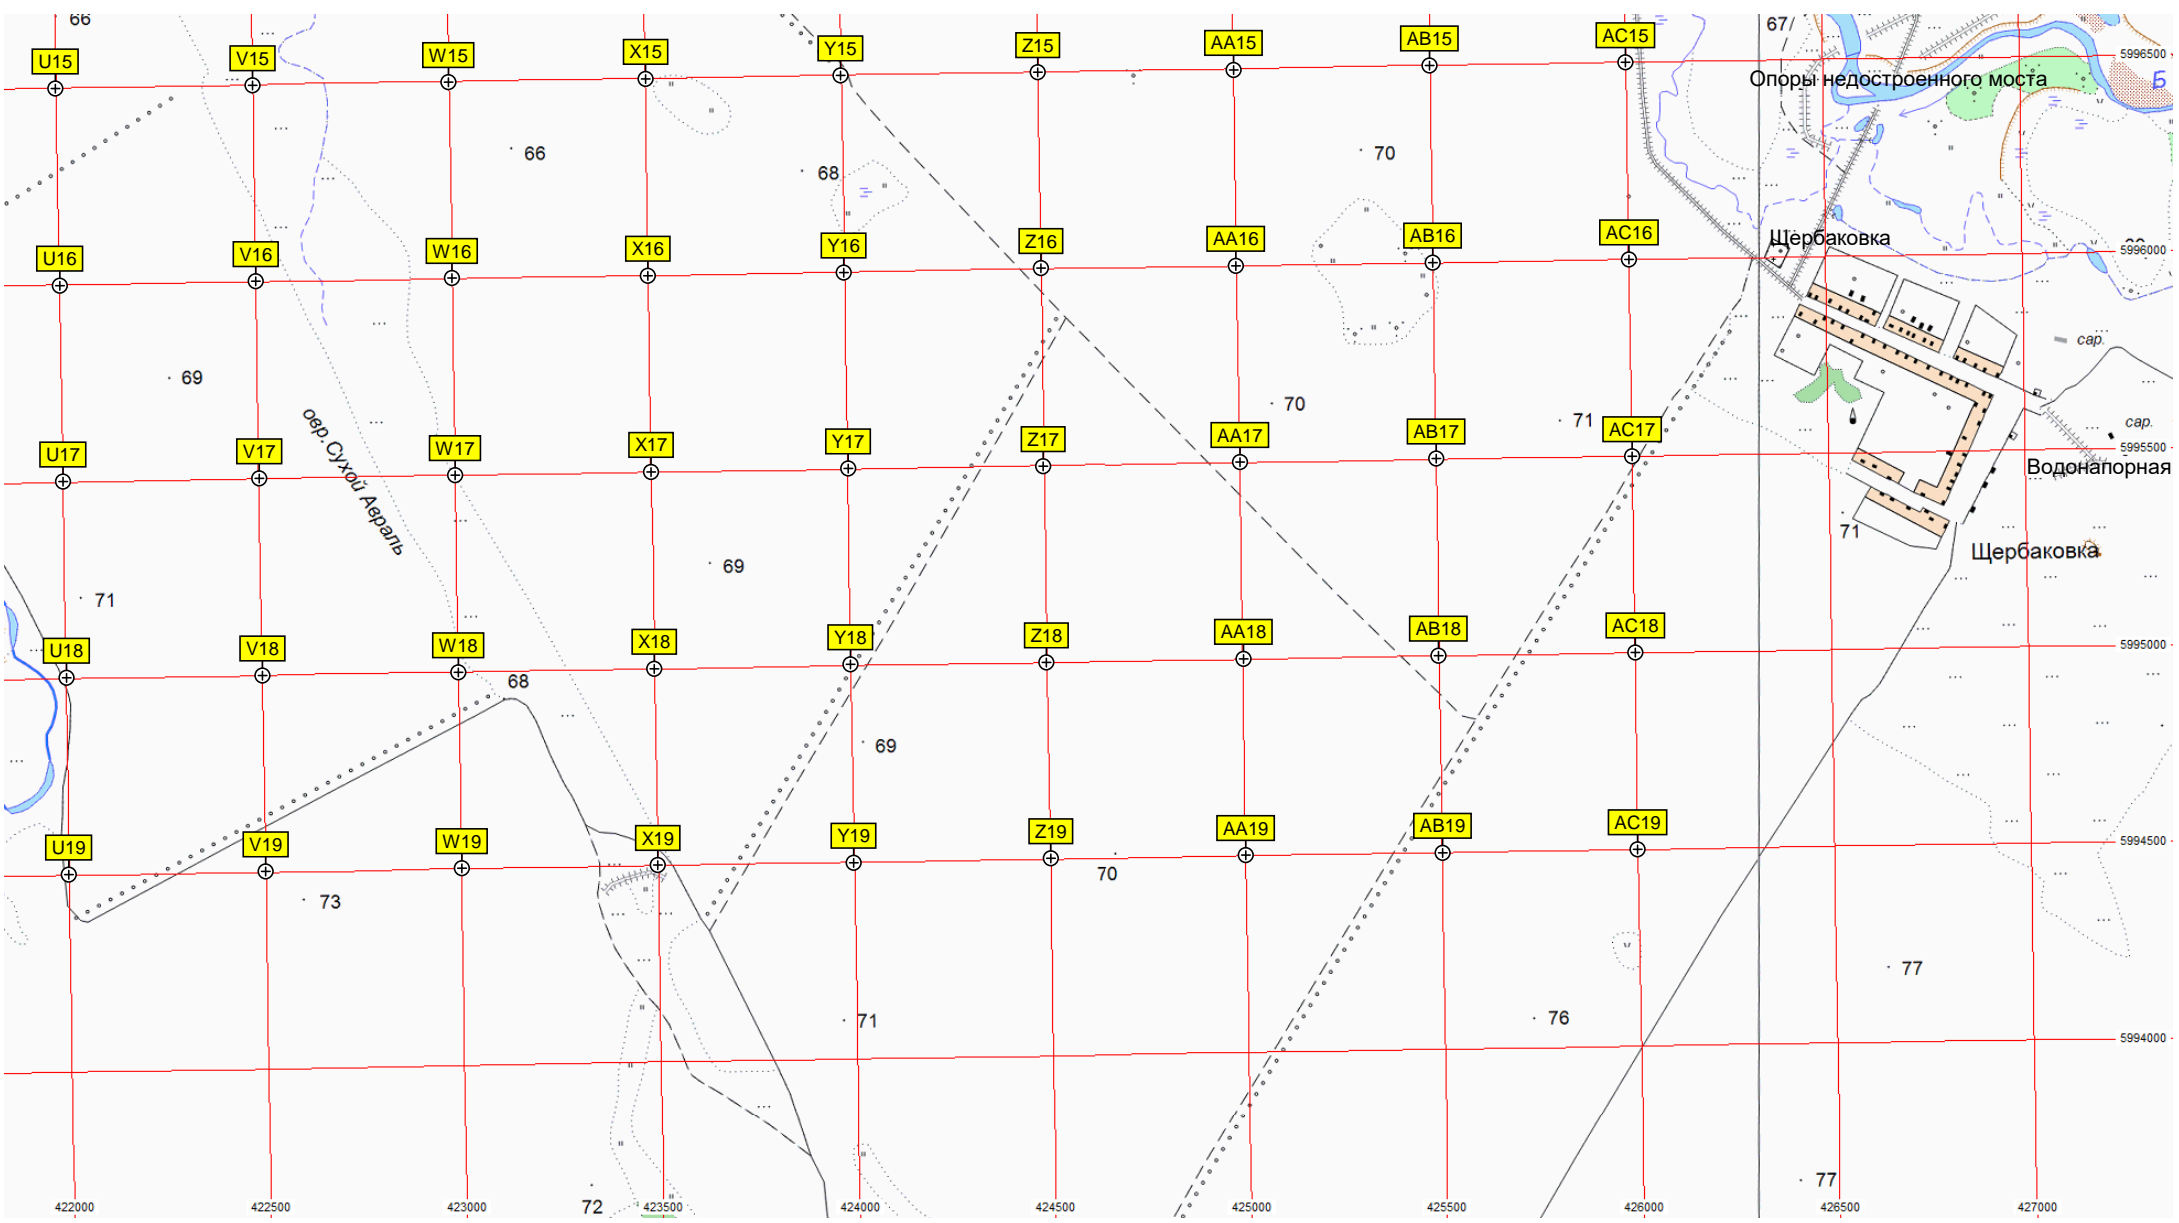 66
67/
U15 V15 W15 X15 Y15 Z15 AA15 AB15 AC15
5996500
Опоры недостроенного моста
Б
66
68
70
U16 V16 W16 X16 Y16 Z16 AA16 AB16 AC16
Щербаковка
5996000
сар.
69
70
71
овр. Сухой Авраль
сар.
U17 V17 W17 X17 Y17 Z17 AA17 AB17 AC17
5995500
Водонапорная
71
Щербаковка
69
71
U18 V18 W18 X18 Y18 Z18 AA18 AB18 AC18
5995000
68
69
U19 V19 W19 X19 Y19 Z19 AA19 AB19 AC19
5994500
70
73
77
71
76
5994000
77
72
422000 422500 423000 423500 424000 424500 425000 425500 426000 426500 427000